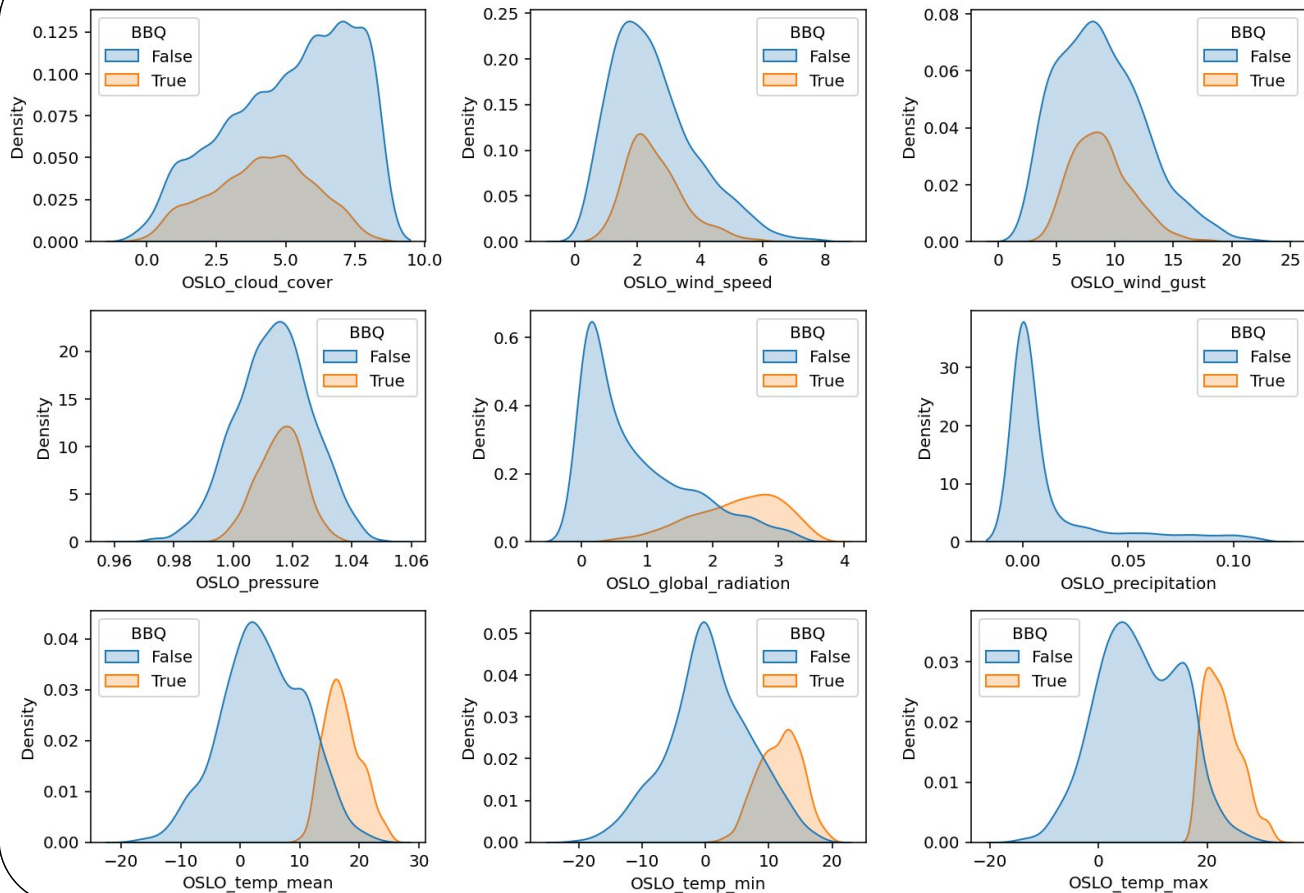 BBQ
False
True
Density
0.125
0.100
0.075
0.050
0.025
0.000
0.0 2.5 5.0 7.5 10.0
OSLO_cloud_cover
BBQ
False
True
Density
0.25
0.20
0.15
0.10
0.05
0.00
0 2 4 6 8
OSLO_wind_speed
BBQ
False
True
Density
0.08
0.06
0.04
0.02
0.00
0 5 10 15 20 25
OSLO_wind_gust
BBQ
False
True
Density
20
15
10
5
0
0.96 0.98 1.00 1.02 1.04 1.06
OSLO_pressure
BBQ
False
True
Density
0.6
0.4
0.2
0.0
0 1 2 3 4
OSLO_global_radiation
BBQ
False
True
Density
30
20
10
0
0.00 0.05 0.10
OSLO_precipitation
BBQ
False
True
Density
0.04
0.03
0.02
0.01
0.00
−20 −10 0 10 20 30
OSLO_temp_mean
BBQ
False
True
Density
0.05
0.04
0.03
0.02
0.01
0.00
−20 −10 0 10 20
OSLO_temp_min
BBQ
False
True
Density
0.03
0.02
0.01
0.00
−20 0 20
OSLO_temp_max